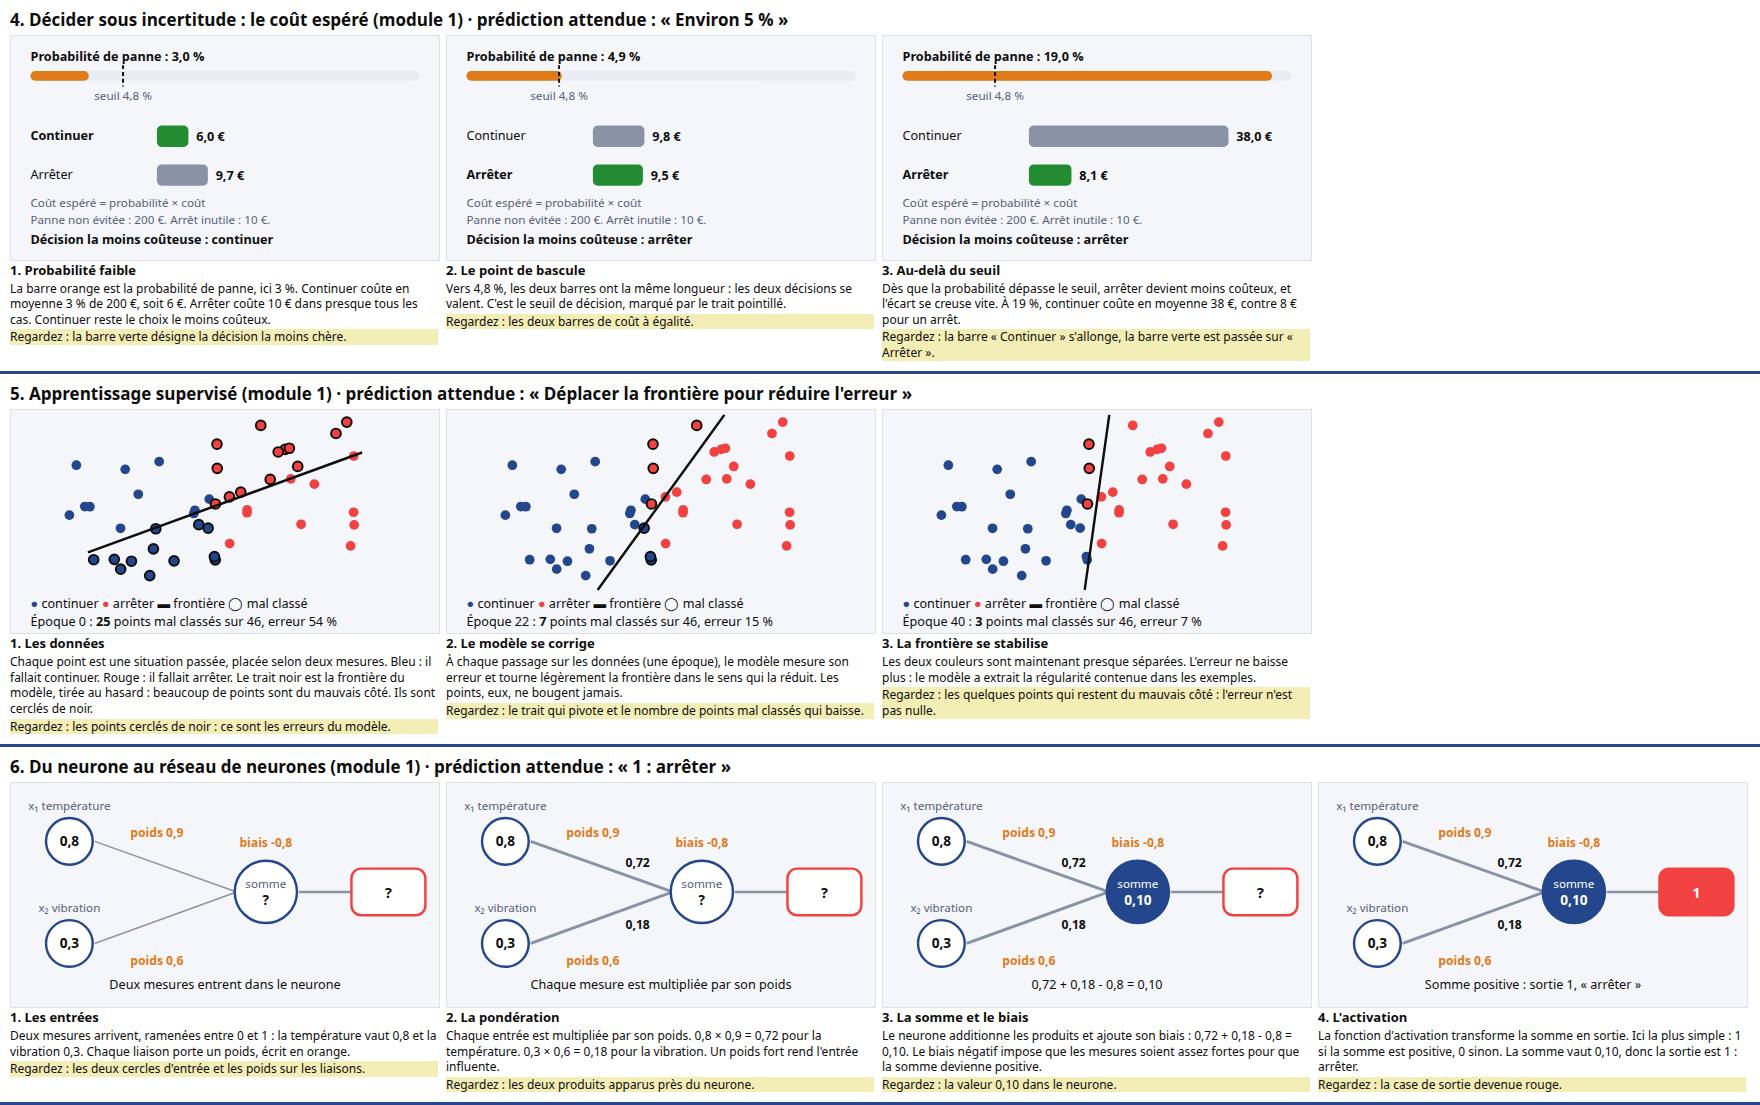 4. Décider sous incertitude : le coût espéré (module 1) · prédiction attendue : « Environ 5 % »
Probabilité de panne : 3,0 %
seuil 4,8 %
Continuer
6,0 €
Arrêter
9,7 €
Coût espéré = probabilité × coût
Panne non évitée : 200 €. Arrêt inutile : 10 €.
Décision la moins coûteuse : continuer
1. Probabilité faible
La barre orange est la probabilité de panne, ici 3 %. Continuer coûte en
moyenne 3 % de 200 €, soit 6 €. Arrêter coûte 10 € dans presque tous les
cas. Continuer reste le choix le moins coûteux.
Regardez : la barre verte désigne la décision la moins chère.
Probabilité de panne : 4,9 %
seuil 4,8 %
Continuer
9,8 €
Arrêter
9,5 €
Coût espéré = probabilité × coût
Panne non évitée : 200 €. Arrêt inutile : 10 €.
Décision la moins coûteuse : arrêter
2. Le point de bascule
Vers 4,8 %, les deux barres ont la même longueur : les deux décisions se
valent. C'est le seuil de décision, marqué par le trait pointillé.
Regardez : les deux barres de coût à égalité.
Probabilité de panne : 19,0 %
seuil 4,8 %
Continuer
38,0 €
Arrêter
8,1 €
Coût espéré = probabilité × coût
Panne non évitée : 200 €. Arrêt inutile : 10 €.
Décision la moins coûteuse : arrêter
3. Au-delà du seuil
Dès que la probabilité dépasse le seuil, arrêter devient moins coûteux, et
l'écart se creuse vite. À 19 %, continuer coûte en moyenne 38 €, contre 8 €
pour un arrêt.
Regardez : la barre « Continuer » s'allonge, la barre verte est passée sur «
Arrêter ».
5. Apprentissage supervisé (module 1) · prédiction attendue : « Déplacer la frontière pour réduire l'erreur »
● continuer ● arrêter ▬ frontière ◯ mal classé
Époque 0 : 25 points mal classés sur 46, erreur 54 %
1. Les données
Chaque point est une situation passée, placée selon deux mesures. Bleu : il
fallait continuer. Rouge : il fallait arrêter. Le trait noir est la frontière du
modèle, tirée au hasard : beaucoup de points sont du mauvais côté. Ils sont
cerclés de noir.
Regardez : les points cerclés de noir : ce sont les erreurs du modèle.
● continuer ● arrêter ▬ frontière ◯ mal classé
Époque 22 : 7 points mal classés sur 46, erreur 15 %
2. Le modèle se corrige
À chaque passage sur les données (une époque), le modèle mesure son
erreur et tourne légèrement la frontière dans le sens qui la réduit. Les
points, eux, ne bougent jamais.
Regardez : le trait qui pivote et le nombre de points mal classés qui baisse.
● continuer ● arrêter ▬ frontière ◯ mal classé
Époque 40 : 3 points mal classés sur 46, erreur 7 %
3. La frontière se stabilise
Les deux couleurs sont maintenant presque séparées. L'erreur ne baisse
plus : le modèle a extrait la régularité contenue dans les exemples.
Regardez : les quelques points qui restent du mauvais côté : l'erreur n'est
pas nulle.
6. Du neurone au réseau de neurones (module 1) · prédiction attendue : « 1 : arrêter »
x₁ température
0,8
poids 0,9
biais -0,8
somme
?
?
x₂ vibration
0,3
poids 0,6
Deux mesures entrent dans le neurone
1. Les entrées
Deux mesures arrivent, ramenées entre 0 et 1 : la température vaut 0,8 et la
vibration 0,3. Chaque liaison porte un poids, écrit en orange.
Regardez : les deux cercles d'entrée et les poids sur les liaisons.
x₁ température
0,8
poids 0,9
biais -0,8
0,72
somme
?
?
x₂ vibration
0,18
0,3
poids 0,6
Chaque mesure est multipliée par son poids
2. La pondération
Chaque entrée est multipliée par son poids. 0,8 × 0,9 = 0,72 pour la
température. 0,3 × 0,6 = 0,18 pour la vibration. Un poids fort rend l'entrée
influente.
Regardez : les deux produits apparus près du neurone.
x₁ température
0,8
poids 0,9
biais -0,8
0,72
somme
0,10
?
x₂ vibration
0,18
0,3
poids 0,6
0,72 + 0,18 - 0,8 = 0,10
3. La somme et le biais
Le neurone additionne les produits et ajoute son biais : 0,72 + 0,18 - 0,8 =
0,10. Le biais négatif impose que les mesures soient assez fortes pour que
la somme devienne positive.
Regardez : la valeur 0,10 dans le neurone.
x₁ température
0,8
poids 0,9
biais -0,8
0,72
somme
0,10
1
x₂ vibration
0,18
0,3
poids 0,6
Somme positive : sortie 1, « arrêter »
4. L'activation
La fonction d'activation transforme la somme en sortie. Ici la plus simple : 1
si la somme est positive, 0 sinon. La somme vaut 0,10, donc la sortie est 1 :
arrêter.
Regardez : la case de sortie devenue rouge.